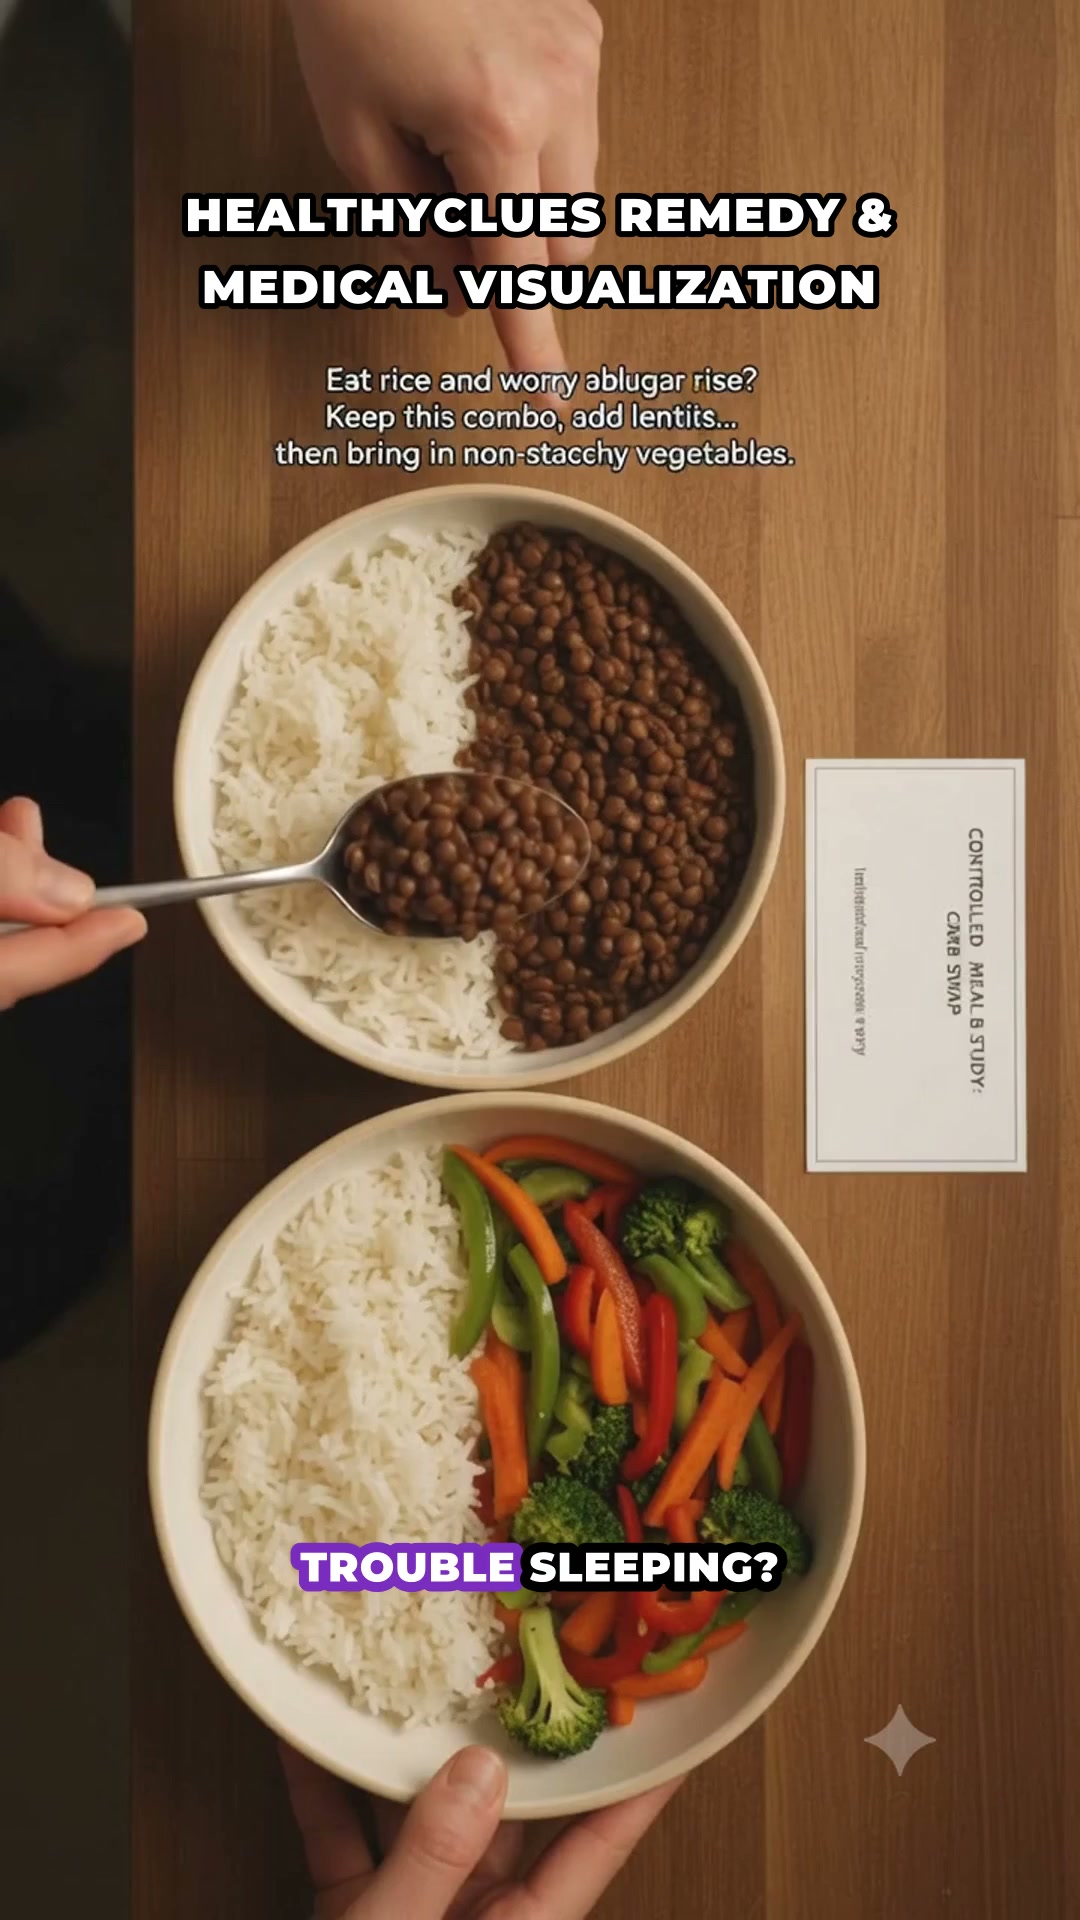 HEALTHYCLUES REMEDY &
MEDICAL VISUALIZATION
Eat rice and worry ablugar rise?
Keep this combo, add lentits...
then bring in non-stacchy vegetables.
CONTROLLED MEAL B STUDY:
CARB SWAP
TROUBLE SLEEPING?